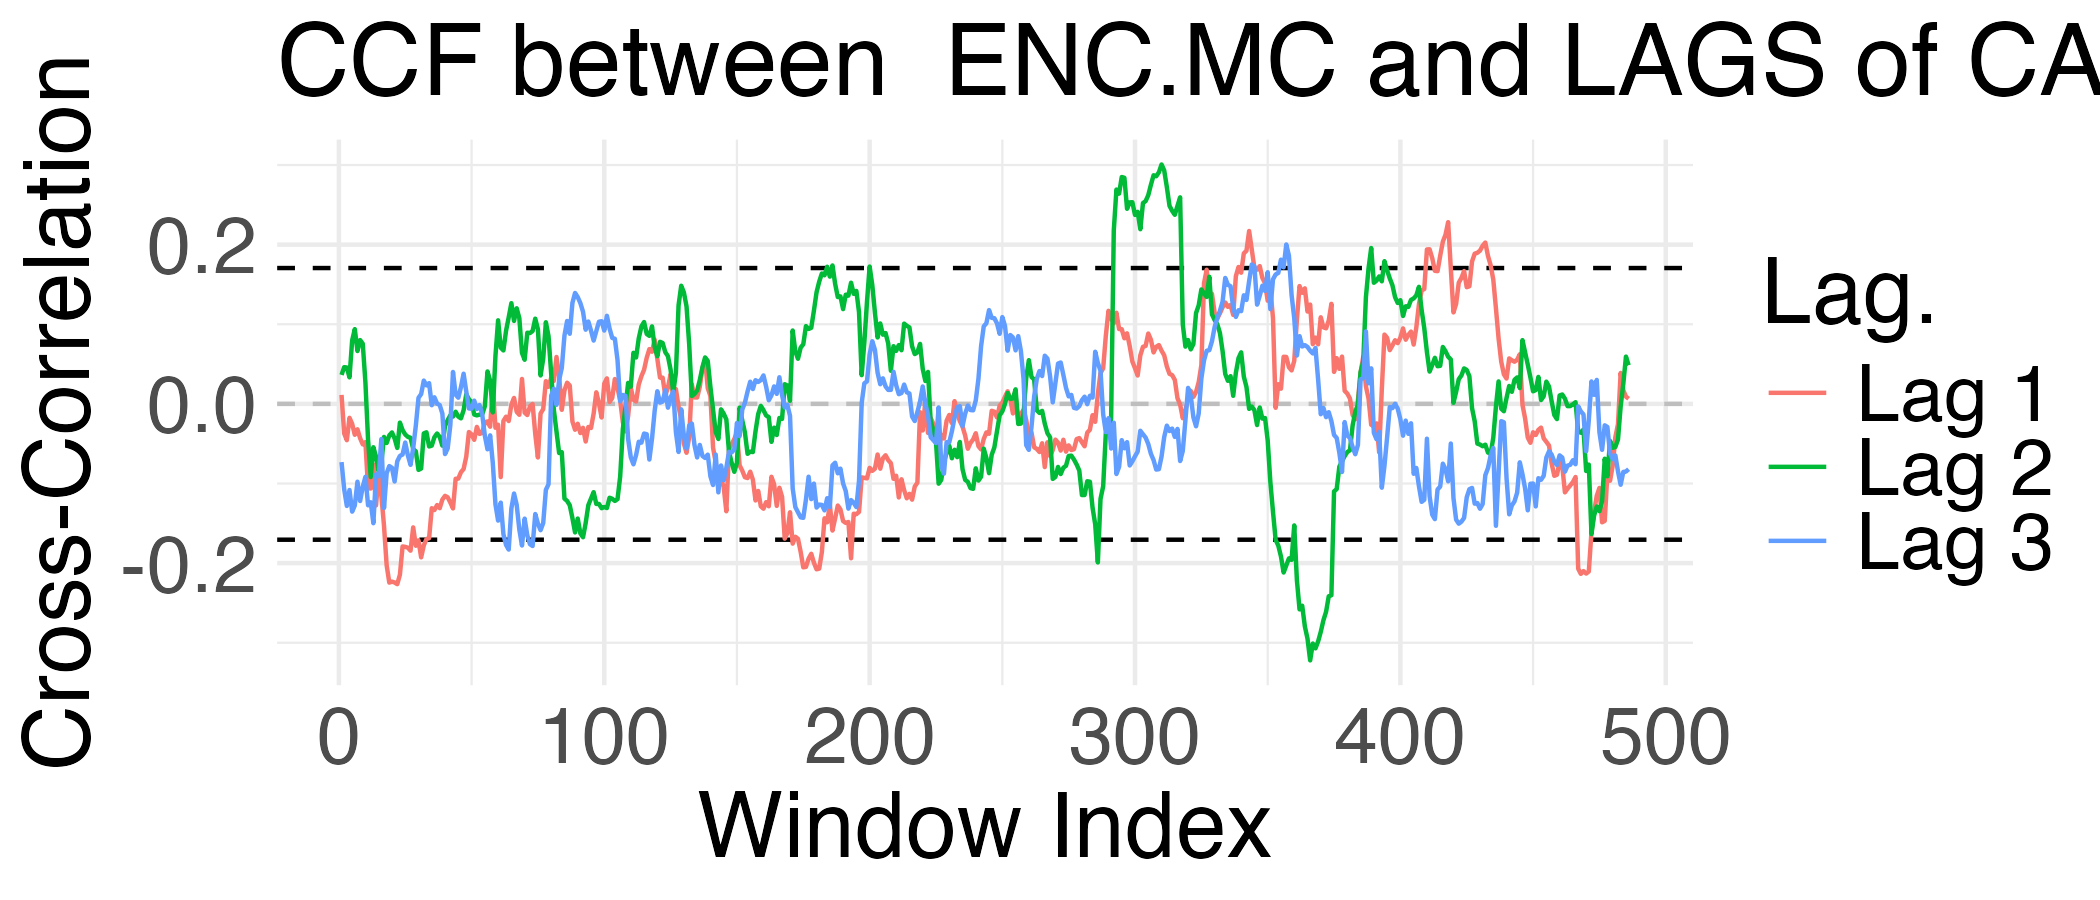 CCF between  ENC.MC and LAGS of CA
Cross-Correlation
0.2
0.0
-0.2
0 100 200 300 400 500
Window Index
Lag.
Lag 1
Lag 2
Lag 3